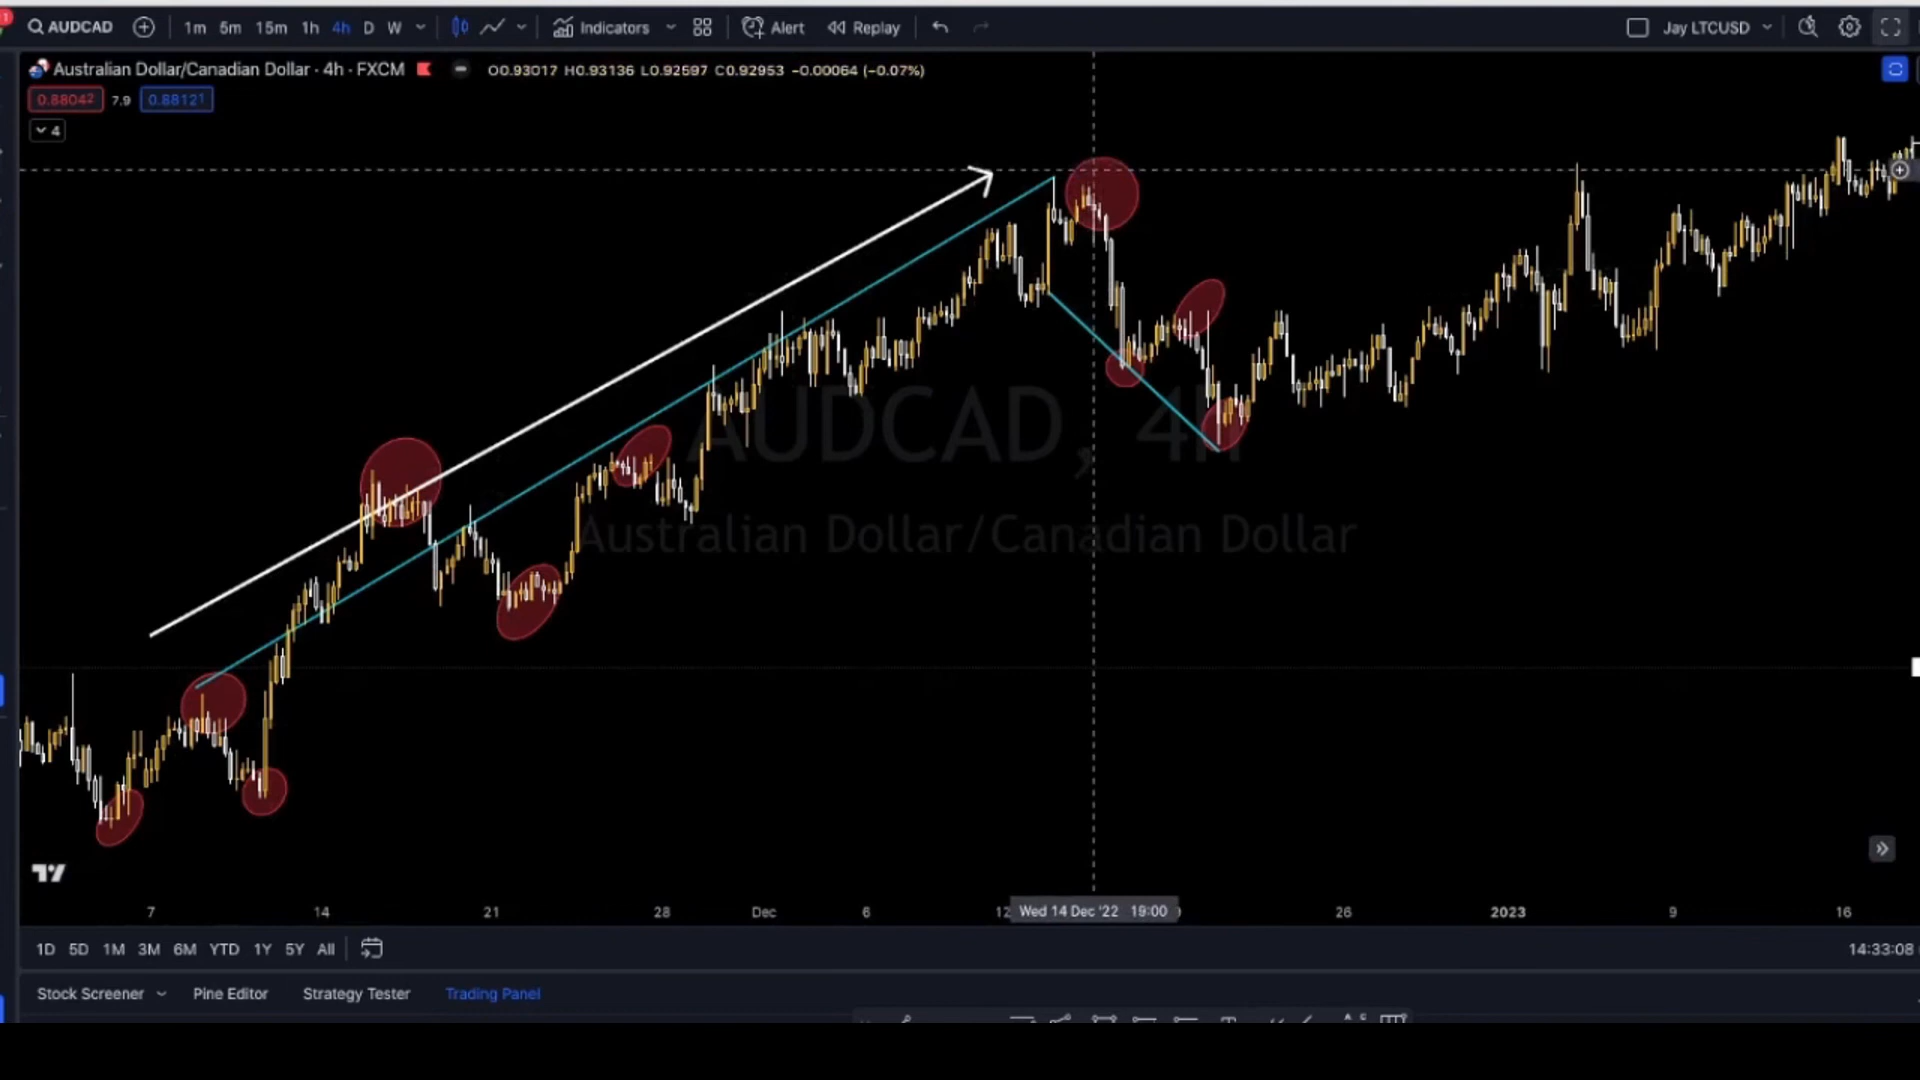 1
AUDCAD 1m 5m 15m 1h 4h D W Indicators Alert Replay Jay LTCUSD
Australian Dollar/Canadian Dollar · 4h · FXCM O0.93017 H0.93136 L0.92597 C0.92953 −0.00064 (−0.07%)
0.88042 7.9 0.88121
4
AUDCAD, 4h
Australian Dollar/Canadian Dollar
7 14 21 28 Dec 6 12 Wed 14 Dec '22 19:00 26 2023 9 16
1D 5D 1M 3M 6M YTD 1Y 5Y All 14:33:08
Stock Screener Pine Editor Strategy Tester Trading Panel